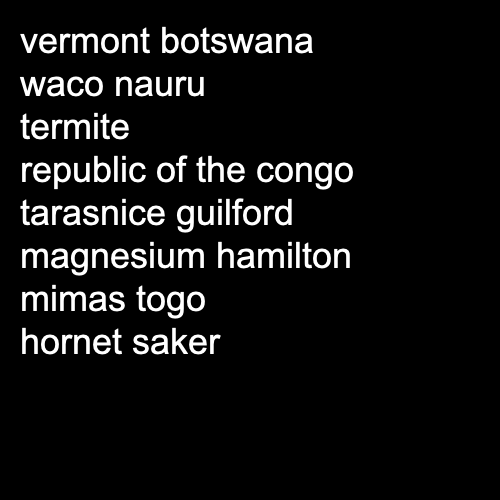 vermont botswana
waco nauru
termite
republic of the congo
tarasnice guilford
magnesium hamilton
mimas togo
hornet saker